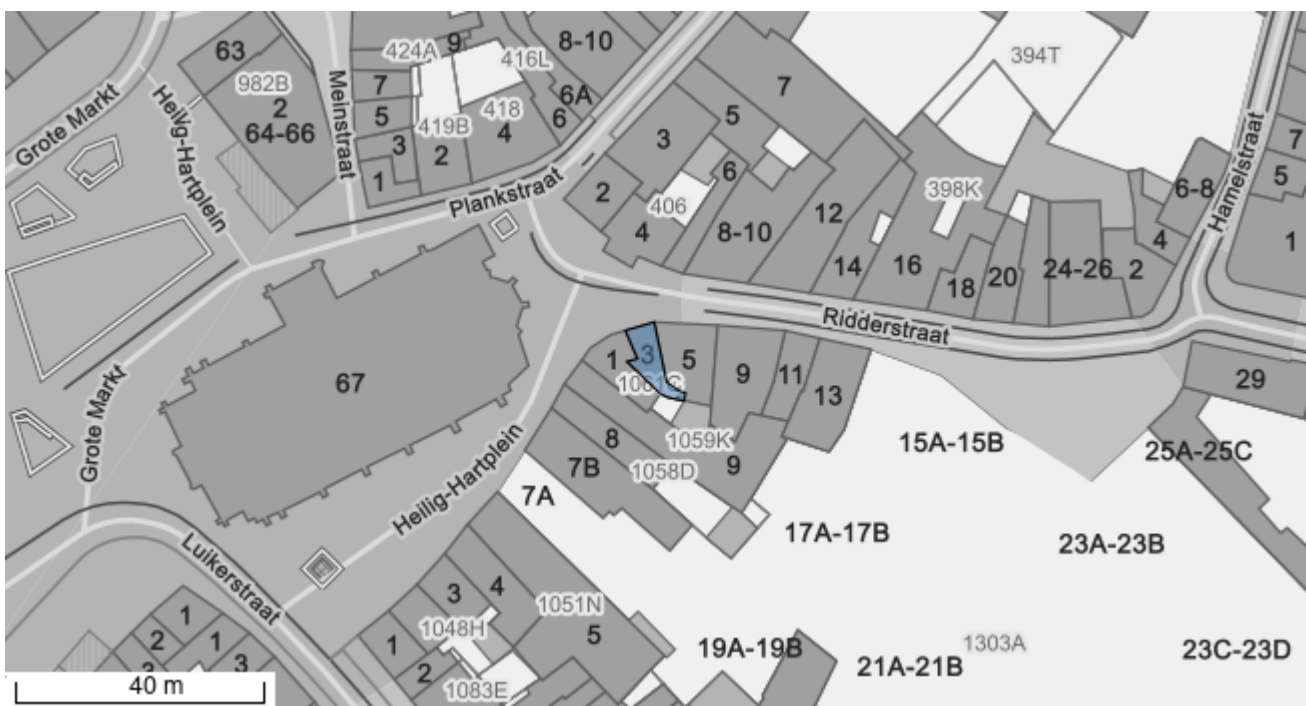 63
982B
2
64-66
Grote Markt
Heilig-Hartplein
Meinstraat
424A
9
416L
8-10
7
5
3
1
419B
2
418
4
6A
6
Plankstraat
7
5
3
2
406
6
4
8-10
12
14
16
398K
394T
18
20
24-26
2
4
6-8
Hamelstraat
7
5
1
Ridderstraat
29
67
Grote Markt
1
3
5
1061C
9
11
13
1059K
8
7B
1058D
9
7A
Heilig-Hartplein
15A-15B
25A-25C
17A-17B
23A-23B
Luikerstraat
1
2
1
3
3
3
4
1
1048H
2
1051N
5
1083E
19A-19B
21A-21B
1303A
23C-23D
40 m